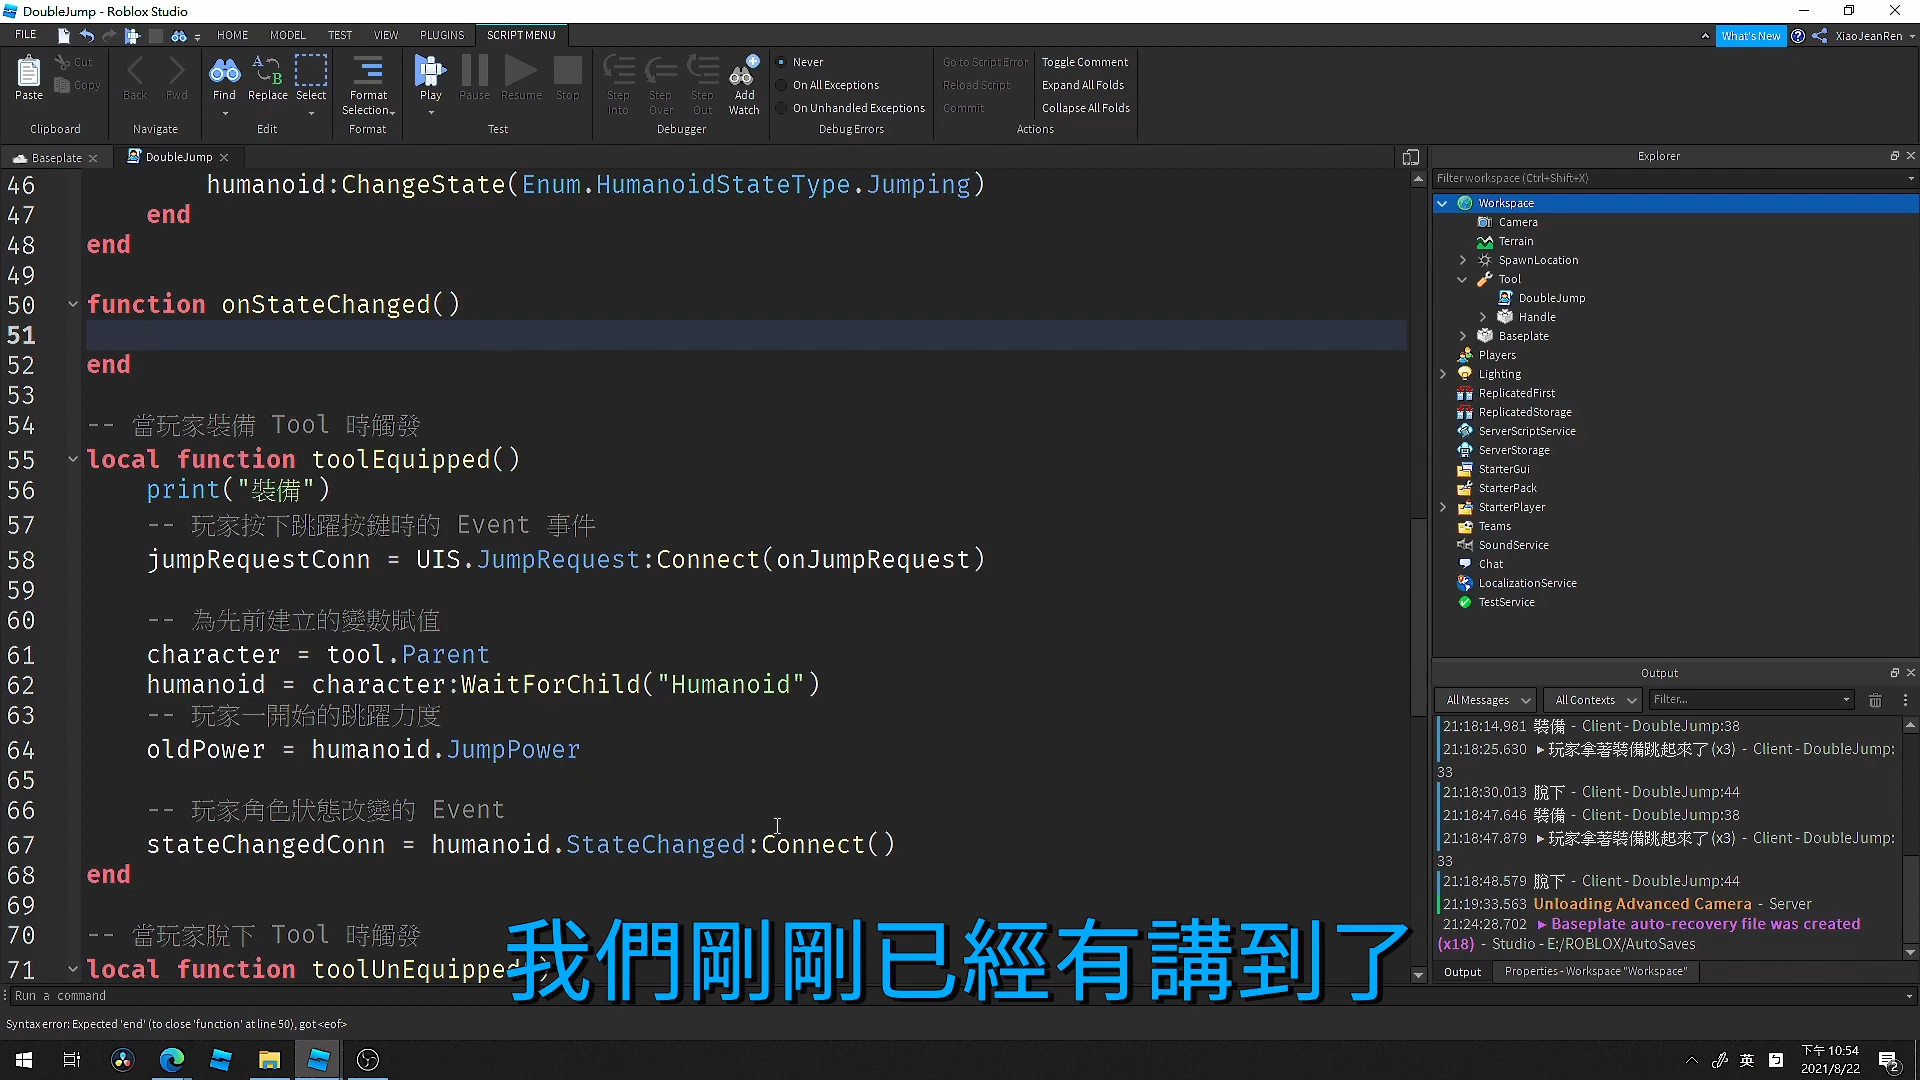 DoubleJump - Roblox Studio
FILE HOME MODEL TEST VIEW PLUGINS SCRIPT MENU What's New XiaoJeanRen
Paste Cut Copy Back Fwd Find Replace Select Format Selection Play Pause Resume Stop Step Into Step Over Step Out Add Watch
Never
On All Exceptions
On Unhandled Exceptions
Go to Script Error
Reload Script
Commit
Toggle Comment
Expand All Folds
Collapse All Folds
Clipboard Navigate Edit Format Test Debugger Debug Errors Actions
Baseplate DoubleJump
46 humanoid:ChangeState(Enum.HumanoidStateType.Jumping)
47 end
48 end
49
50 function onStateChanged()
51
52 end
53
54 -- 當玩家裝備 Tool 時觸發
55 local function toolEquipped()
56 print("裝備")
57 -- 玩家按下跳躍按鍵時的 Event 事件
58 jumpRequestConn = UIS.JumpRequest:Connect(onJumpRequest)
59
60 -- 為先前建立的變數賦值
61 character = tool.Parent
62 humanoid = character:WaitForChild("Humanoid")
63 -- 玩家一開始的跳躍力度
64 oldPower = humanoid.JumpPower
65
66 -- 玩家角色狀態改變的 Event
67 stateChangedConn = humanoid.StateChanged:Connect()
68 end
69
70 -- 當玩家脫下 Tool 時觸發
71 local function toolUnEquipped()
我們剛剛已經有講到了
Explorer
Filter workspace (Ctrl+Shift+X)
Workspace
Camera
Terrain
SpawnLocation
Tool
DoubleJump
Handle
Baseplate
Players
Lighting
ReplicatedFirst
ReplicatedStorage
ServerScriptService
ServerStorage
StarterGui
StarterPack
StarterPlayer
Teams
SoundService
Chat
LocalizationService
TestService
Output
All Messages All Contexts Filter...
21:18:14.981 裝備 - Client - DoubleJump:38
21:18:25.630 ▶ 玩家拿著裝備跳起來了 (x3) - Client - DoubleJump:
33
21:18:30.013 脫下 - Client - DoubleJump:44
21:18:47.646 裝備 - Client - DoubleJump:38
21:18:47.879 ▶ 玩家拿著裝備跳起來了 (x3) - Client - DoubleJump:
33
21:18:48.579 脫下 - Client - DoubleJump:44
21:19:33.563 Unloading Advanced Camera - Server
21:24:28.702 ▶ Baseplate auto-recovery file was created
(x18) - Studio - E:/ROBLOX/AutoSaves
Output Properties - Workspace "Workspace"
Run a command
Syntax error: Expected 'end' (to close 'function' at line 50), got <eof>
英 下午 10:54
2021/8/22
2